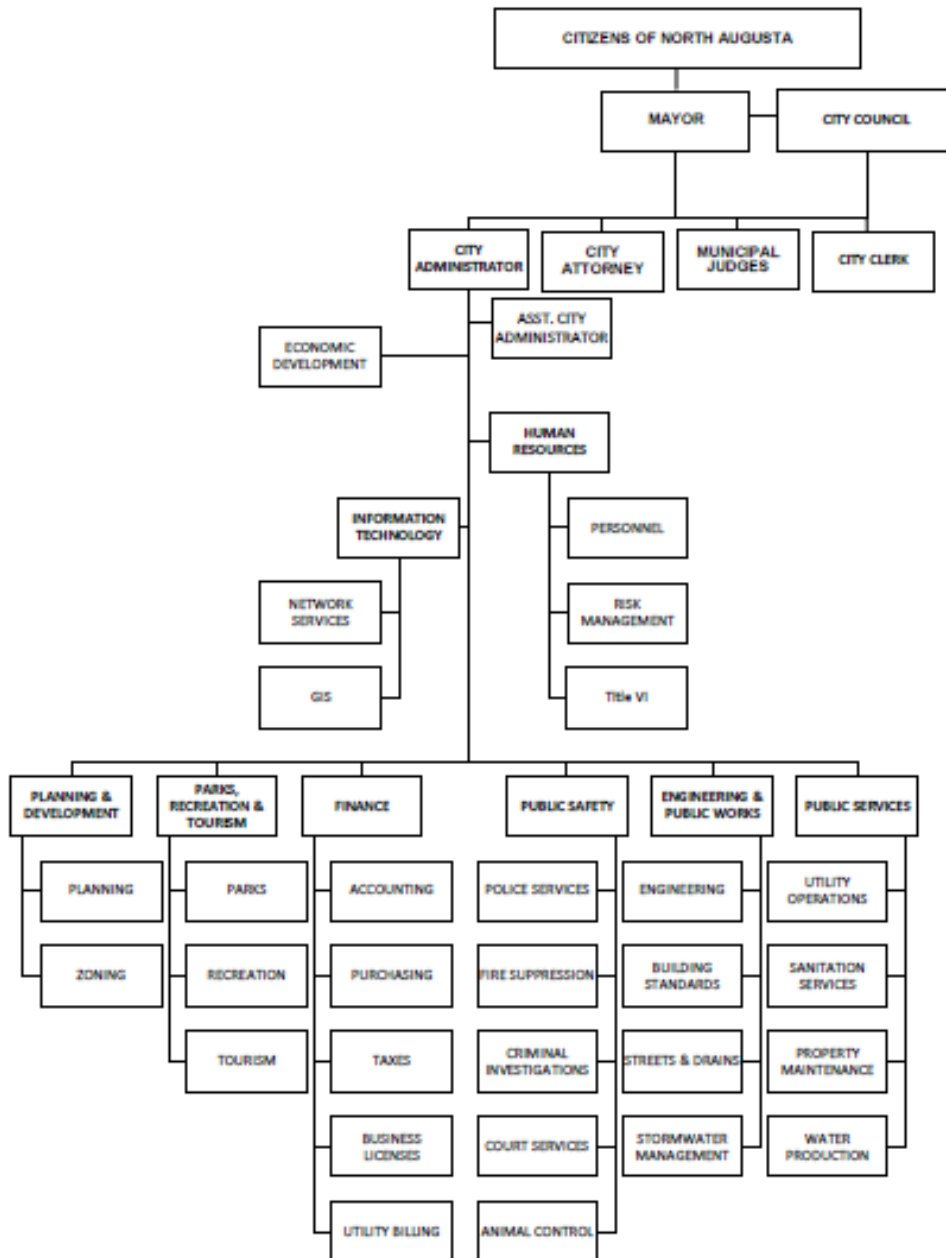 CITIZENS OF NORTH AUGUSTA
MAYOR
CITY COUNCIL
CITY
ADMINISTRATOR
CITY
ATTORNEY
MUNICIPAL
JUDGES
CITY CLERK
ASST. CITY
ADMINISTRATOR
ECONOMIC
DEVELOPMENT
HUMAN
RESOURCES
INFORMATION
TECHNOLOGY
PERSONNEL
NETWORK
SERVICES
RISK
MANAGEMENT
GIS
Title VI
PLANNING &
DEVELOPMENT
PARKS,
RECREATION &
TOURISM
FINANCE
PUBLIC SAFETY
ENGINEERING &
PUBLIC WORKS
PUBLIC SERVICES
PLANNING
PARKS
ACCOUNTING
POLICE SERVICES
ENGINEERING
UTILITY
OPERATIONS
ZONING
RECREATION
PURCHASING
FIRE SUPPRESSION
BUILDING
STANDARDS
SANITATION
SERVICES
TOURISM
TAXES
CRIMINAL
INVESTIGATIONS
STREETS & DRAINS
PROPERTY
MAINTENANCE
BUSINESS
LICENSES
COURT SERVICES
STORMWATER
MANAGEMENT
WATER
PRODUCTION
UTILITY BILLING
ANIMAL CONTROL